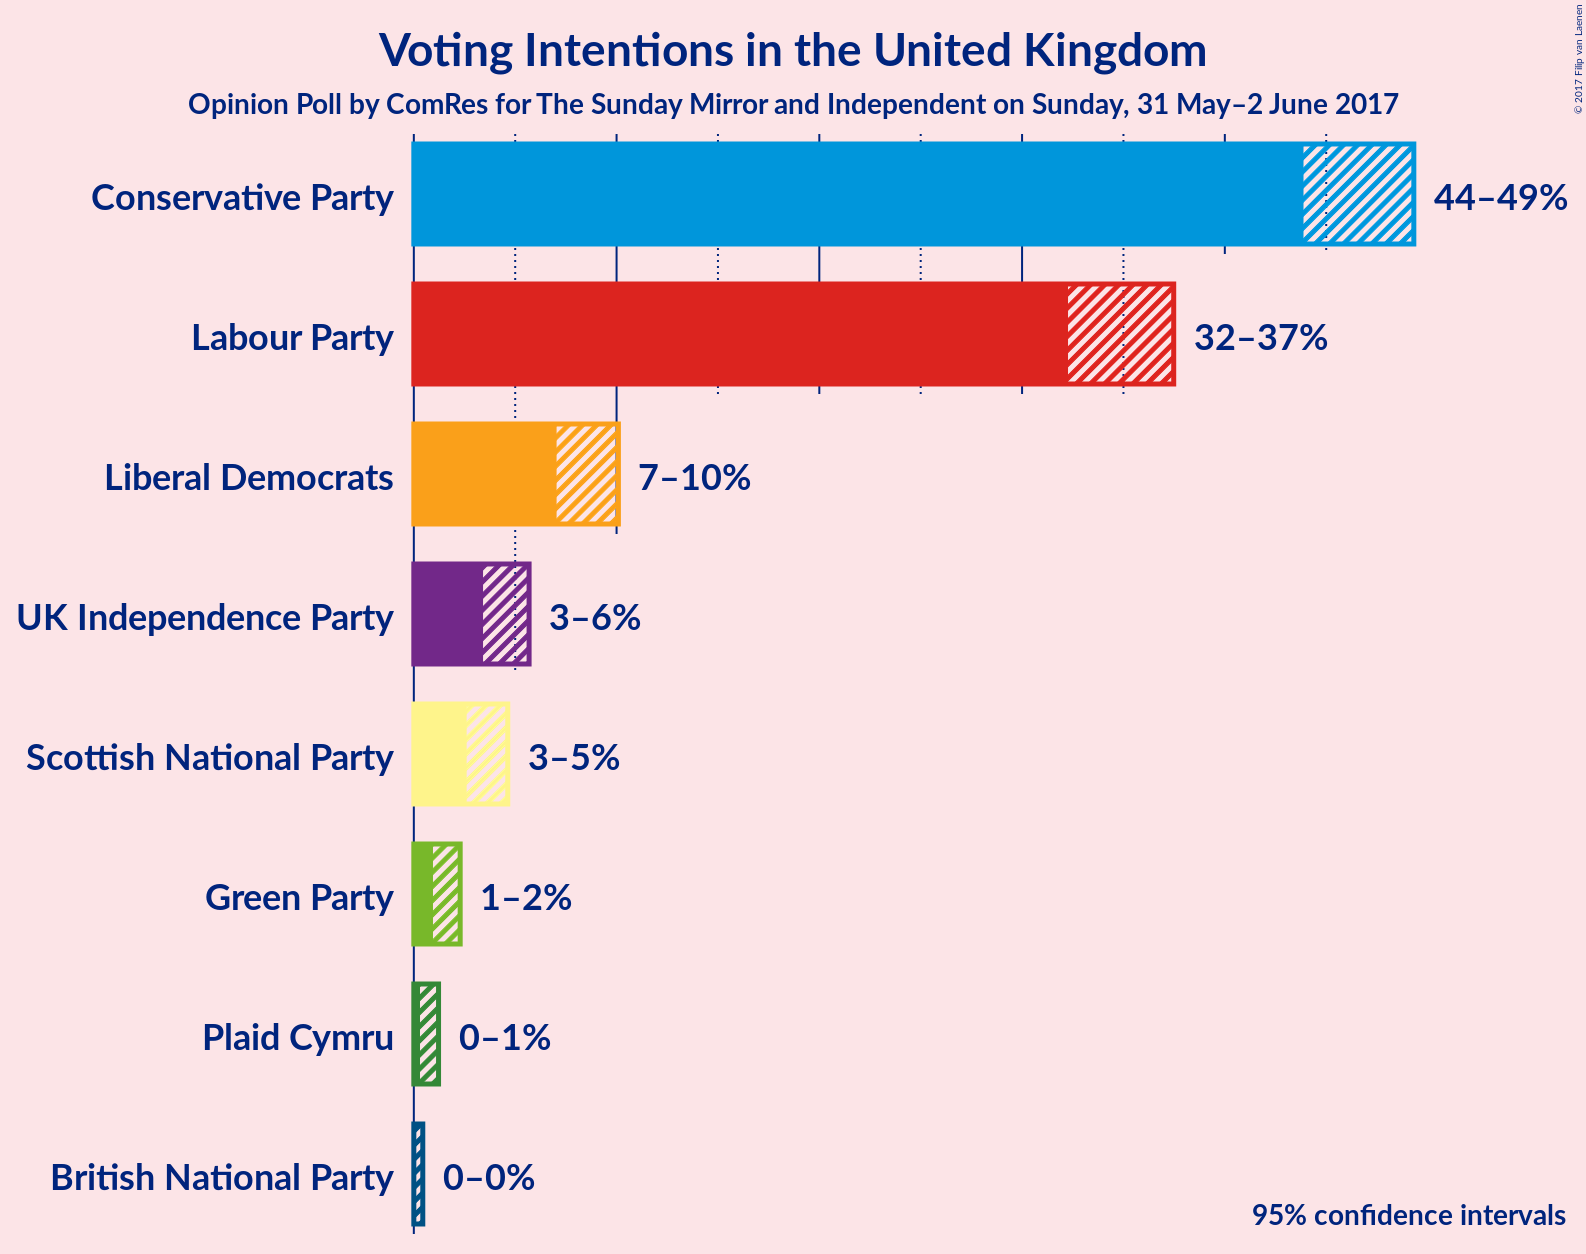 Voting Intentions in the United Kingdom
Opinion Poll by ComRes for The Sunday Mirror and Independent on Sunday, 31 May–2 June 2017
© 2017 Filip van Laenen
Conservative Party 44–49%
Labour Party 32–37%
Liberal Democrats 7–10%
UK Independence Party 3–6%
Scottish National Party 3–5%
Green Party 1–2%
Plaid Cymru 0–1%
British National Party 0–0%
95% confidence intervals